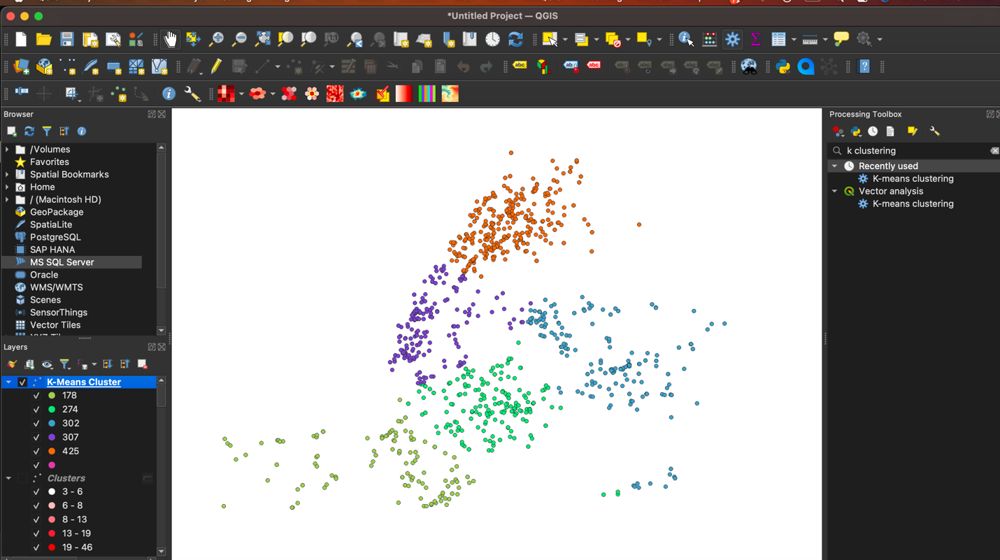 *Untitled Project — QGIS
abc
abc
abc
Browser
Processing Toolbox
k clustering
Recently used
K-means clustering
Vector analysis
K-means clustering
/Volumes
Favorites
Spatial Bookmarks
Home
/ (Macintosh HD)
GeoPackage
SpatiaLite
PostgreSQL
SAP HANA
MS SQL Server
Oracle
WMS/WMTS
Scenes
SensorThings
Vector Tiles
Layers
K-Means Cluster
178
274
302
307
425
Clusters
3 - 6
6 - 8
8 - 13
13 - 19
19 - 46